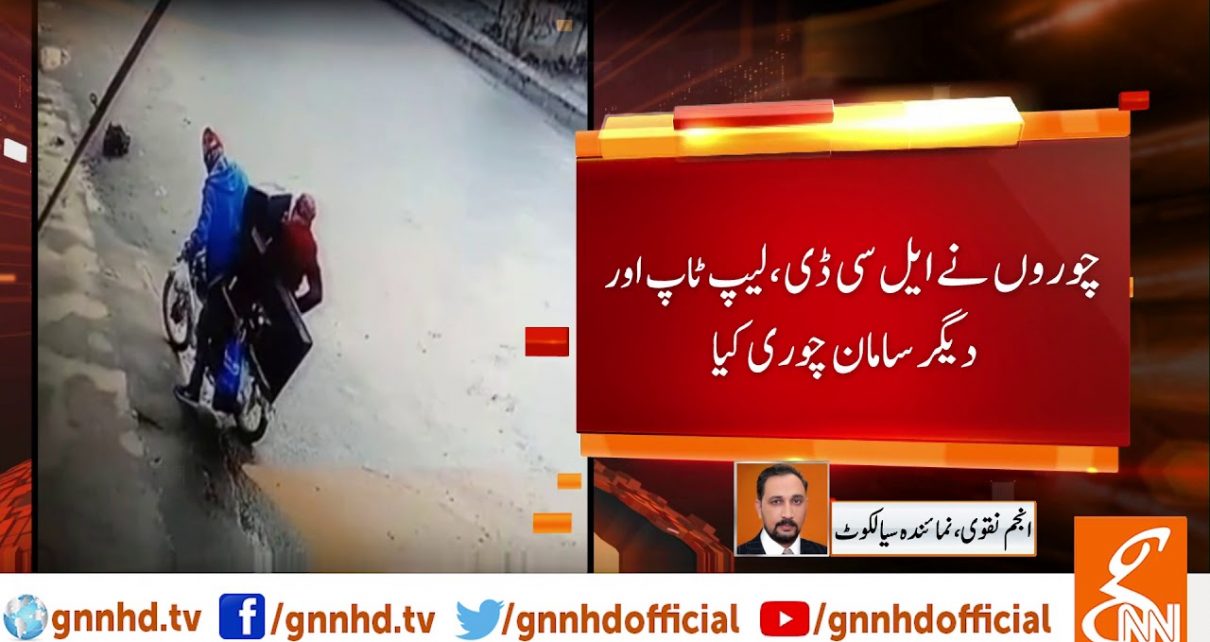 چوروں نے ایل سی ڈی، لیپ ٹاپ اور
دیگر سامان چوری کیا
انجم نقوی، نمائندہ سیالکوٹ
gnnhd.tv
/gnnhd.tv
/gnnhdofficial
/gnnhdofficial
GNN